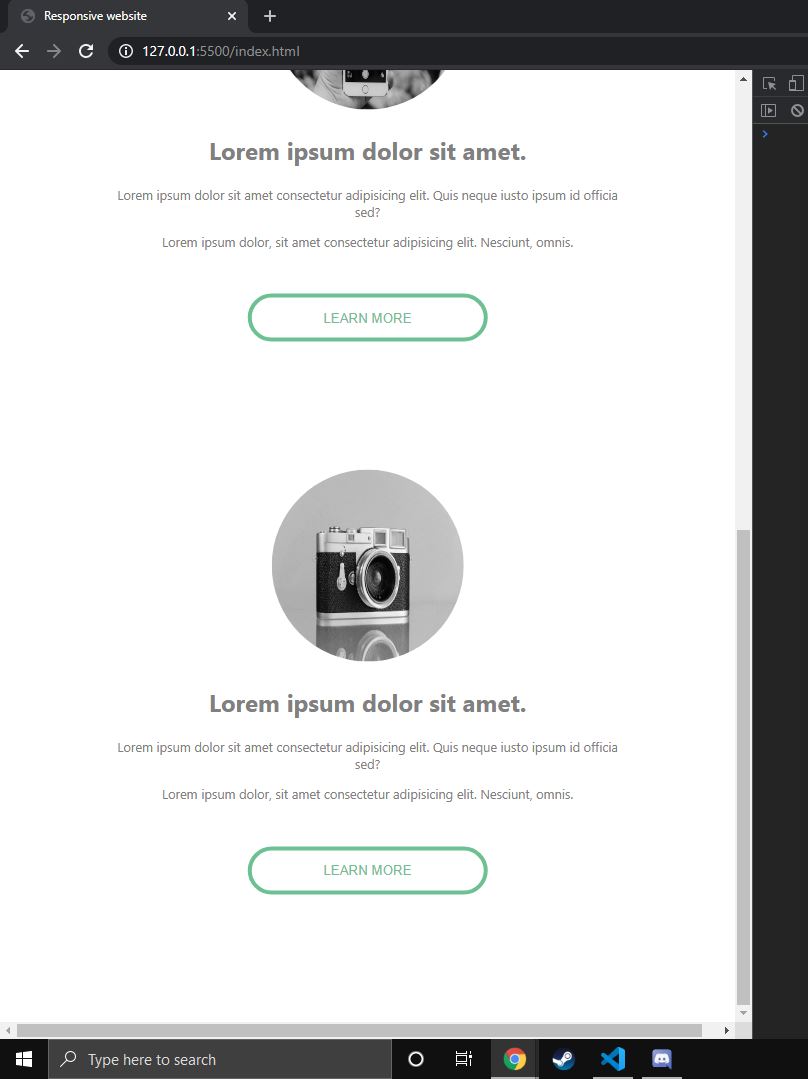 Responsive website
127.0.0.1:5500/index.html
Lorem ipsum dolor sit amet.
Lorem ipsum dolor sit amet consectetur adipisicing elit. Quis neque iusto ipsum id officia
sed?
Lorem ipsum dolor, sit amet consectetur adipisicing elit. Nesciunt, omnis.
LEARN MORE
Lorem ipsum dolor sit amet.
Lorem ipsum dolor sit amet consectetur adipisicing elit. Quis neque iusto ipsum id officia
sed?
Lorem ipsum dolor, sit amet consectetur adipisicing elit. Nesciunt, omnis.
LEARN MORE
Type here to search